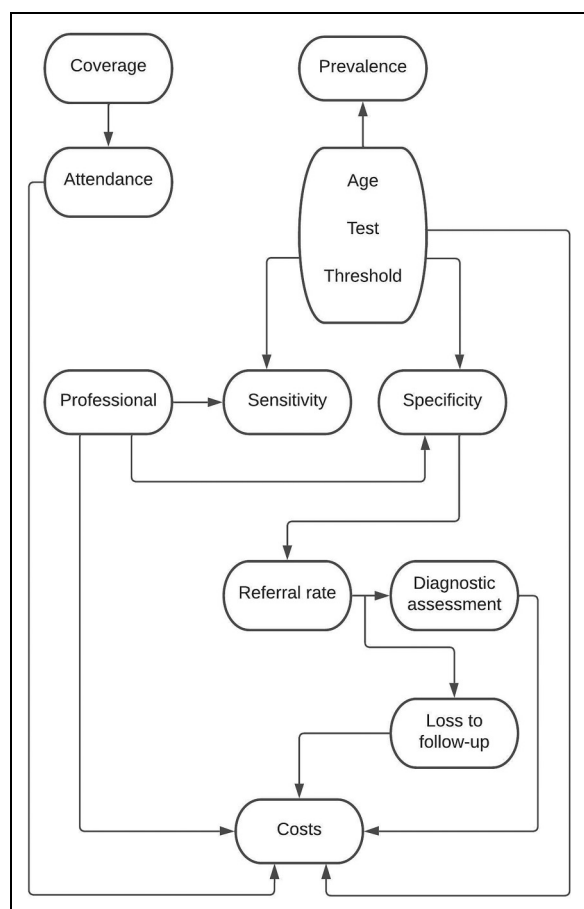 Coverage
Prevalence
Attendance
Age
Test
Threshold
Professional
Sensitivity
Specificity
Referral rate
Diagnostic
assessment
Loss to
follow-up
Costs